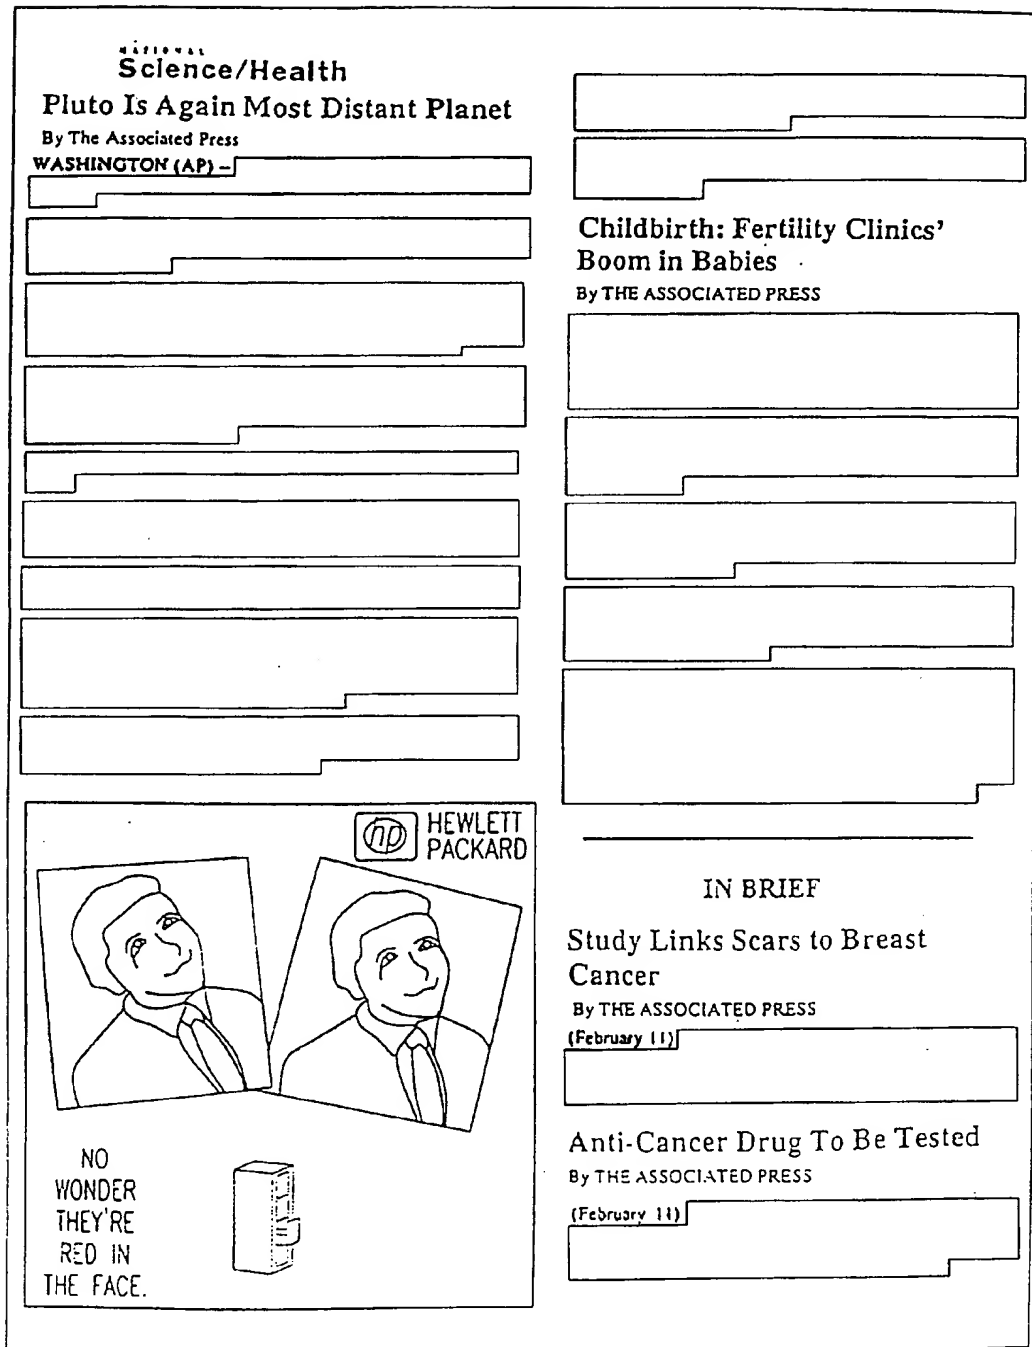 NATIONAL
Science/Health
Pluto Is Again Most Distant Planet
By The Associated Press
WASHINGTON (AP) –
Childbirth: Fertility Clinics'
Boom in Babies
By THE ASSOCIATED PRESS
hp HEWLETT
PACKARD
NO
WONDER
THEY'RE
RED IN
THE FACE.
IN BRIEF
Study Links Scars to Breast
Cancer
By THE ASSOCIATED PRESS
(February 11)
Anti-Cancer Drug To Be Tested
By THE ASSOCIATED PRESS
(February 11)